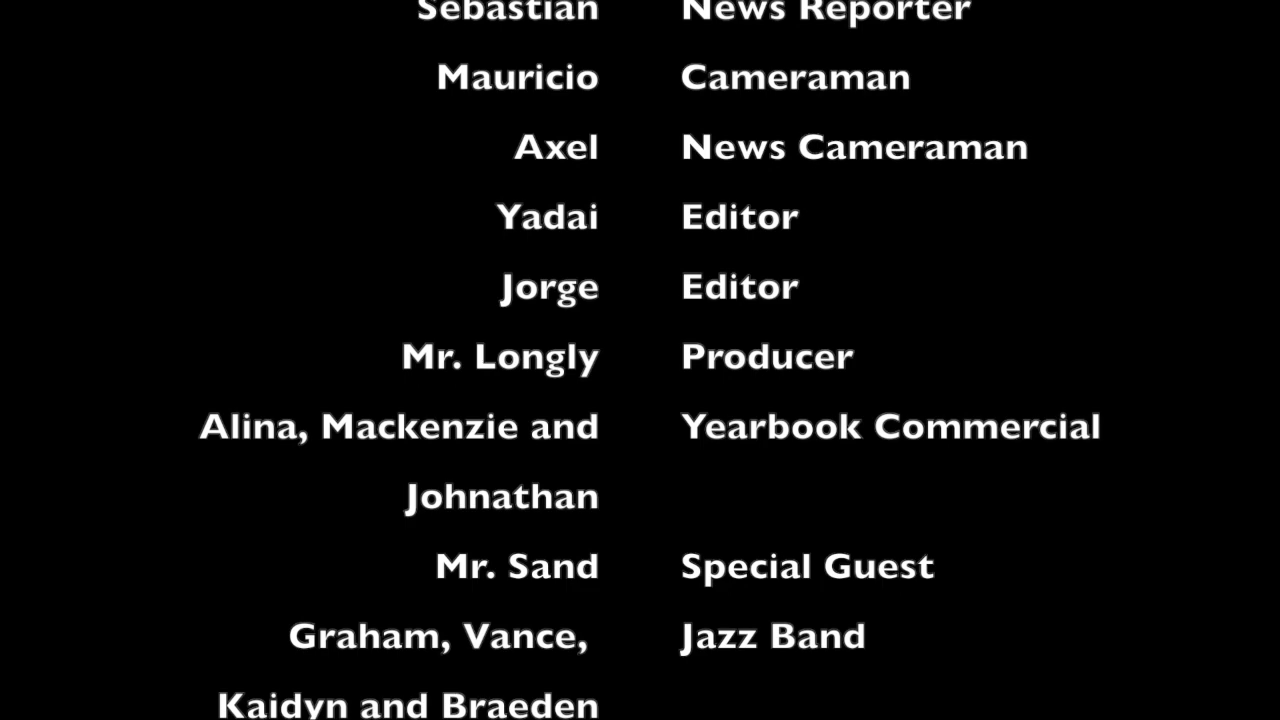 Sebastian News Reporter
Mauricio Cameraman
Axel News Cameraman
Yadai Editor
Jorge Editor
Mr. Longly Producer
Alina, Mackenzie and Yearbook Commercial
Johnathan
Mr. Sand Special Guest
Graham, Vance, Jazz Band
Kaidyn and Braeden